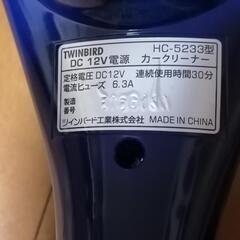 TWINBIRD HC-5233型
DC 12V電源 カークリーナー
定格電圧 DC12V 連続使用時間30分
電流ヒューズ 6.3A
製造番号
ツインバード工業株式会社 MADE IN CHINA